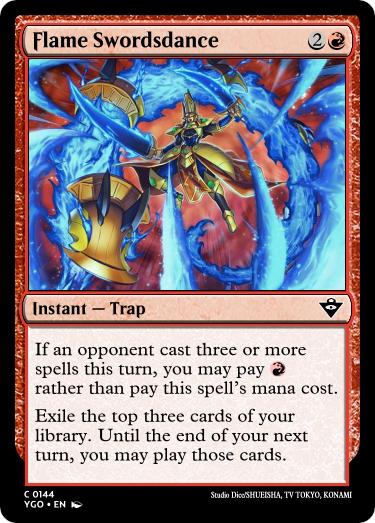 Flame Swordsdance 2
Instant — Trap
If an opponent cast three or more
spells this turn, you may pay
rather than pay this spell's mana cost.
Exile the top three cards of your
library. Until the end of your next
turn, you may play those cards.
C 0144
YGO • EN
Studio Dice/SHUEISHA, TV TOKYO, KONAMI